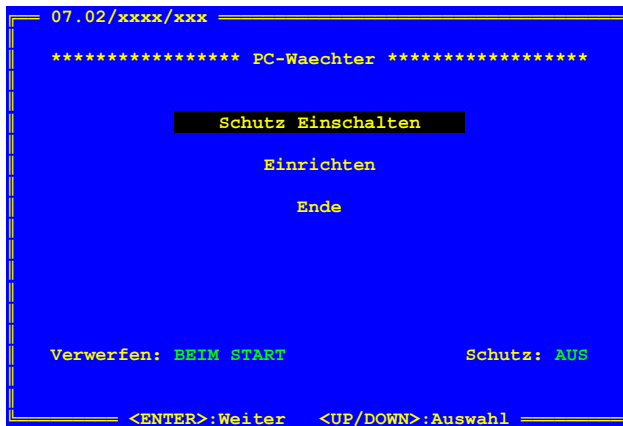 07.02/xxxx/xxx
***************** PC-Waechter ******************
Schutz Einschalten
Einrichten
Ende
Verwerfen: BEIM START Schutz: AUS
<ENTER>:Weiter <UP/DOWN>:Auswahl